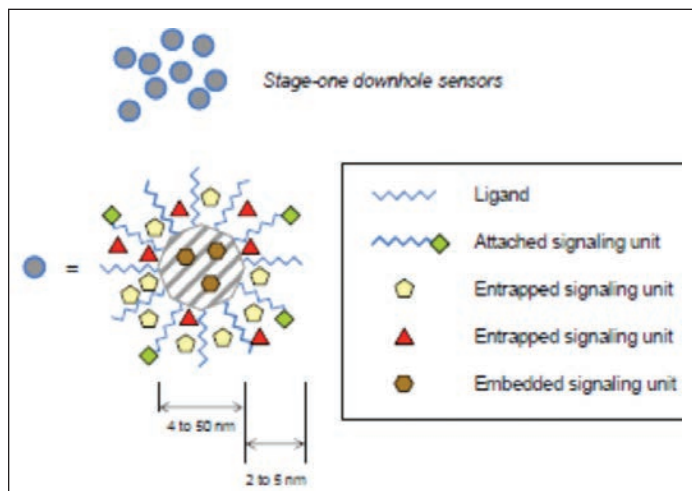 Stage-one downhole sensors
Ligand
Attached signaling unit
=
Entrapped signaling unit
Entrapped signaling unit
Embedded signaling unit
4 to 50 nm
2 to 5 nm